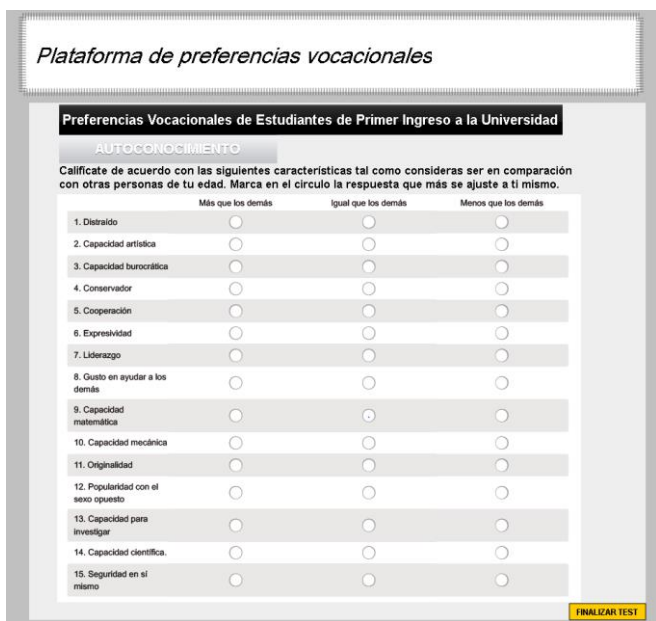 Plataforma de preferencias vocacionales
Preferencias Vocacionales de Estudiantes de Primer Ingreso a la Universidad
AUTOCONOCIMIENTO
Califícate de acuerdo con las siguientes características tal como consideras ser en comparación
con otras personas de tu edad. Marca en el circulo la respuesta que más se ajuste a ti mismo.
Más que los demás Igual que los demás Menos que los demás
1. Distraído
2. Capacidad artística
3. Capacidad burocrática
4. Conservador
5. Cooperación
6. Expresividad
7. Liderazgo
8. Gusto en ayudar a los
demás
9. Capacidad
matemática
10. Capacidad mecánica
11. Originalidad
12. Popularidad con el
sexo opuesto
13. Capacidad para
investigar
14. Capacidad científica.
15. Seguridad en sí
mismo
FINALIZAR TEST